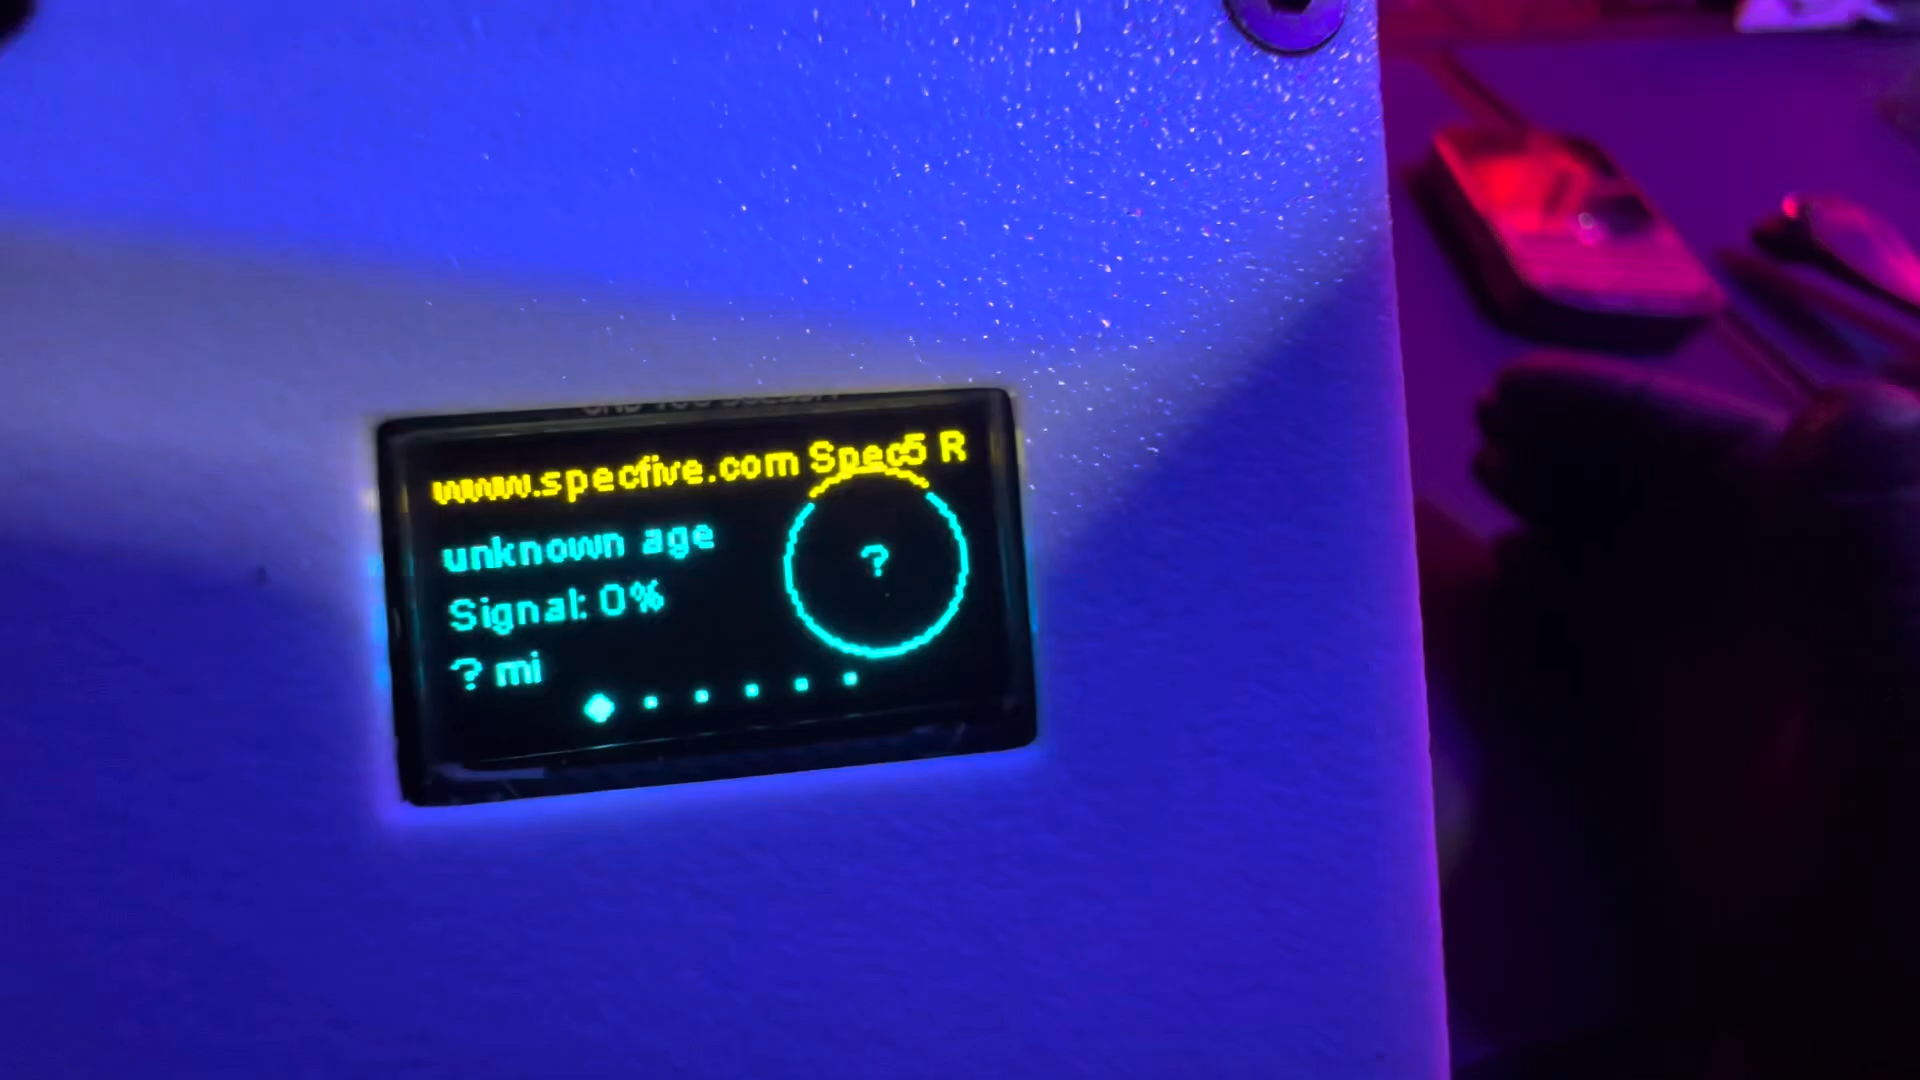 www.specfive.com Spec5 R
unknown age
?
Signal: 0%
? mi